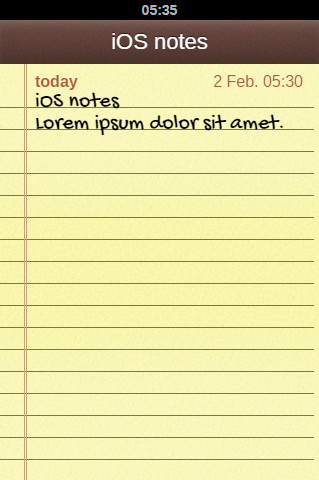 05:35
iOS notes
today 2 Feb. 05:30
iOS notes
Lorem ipsum dolor sit amet.